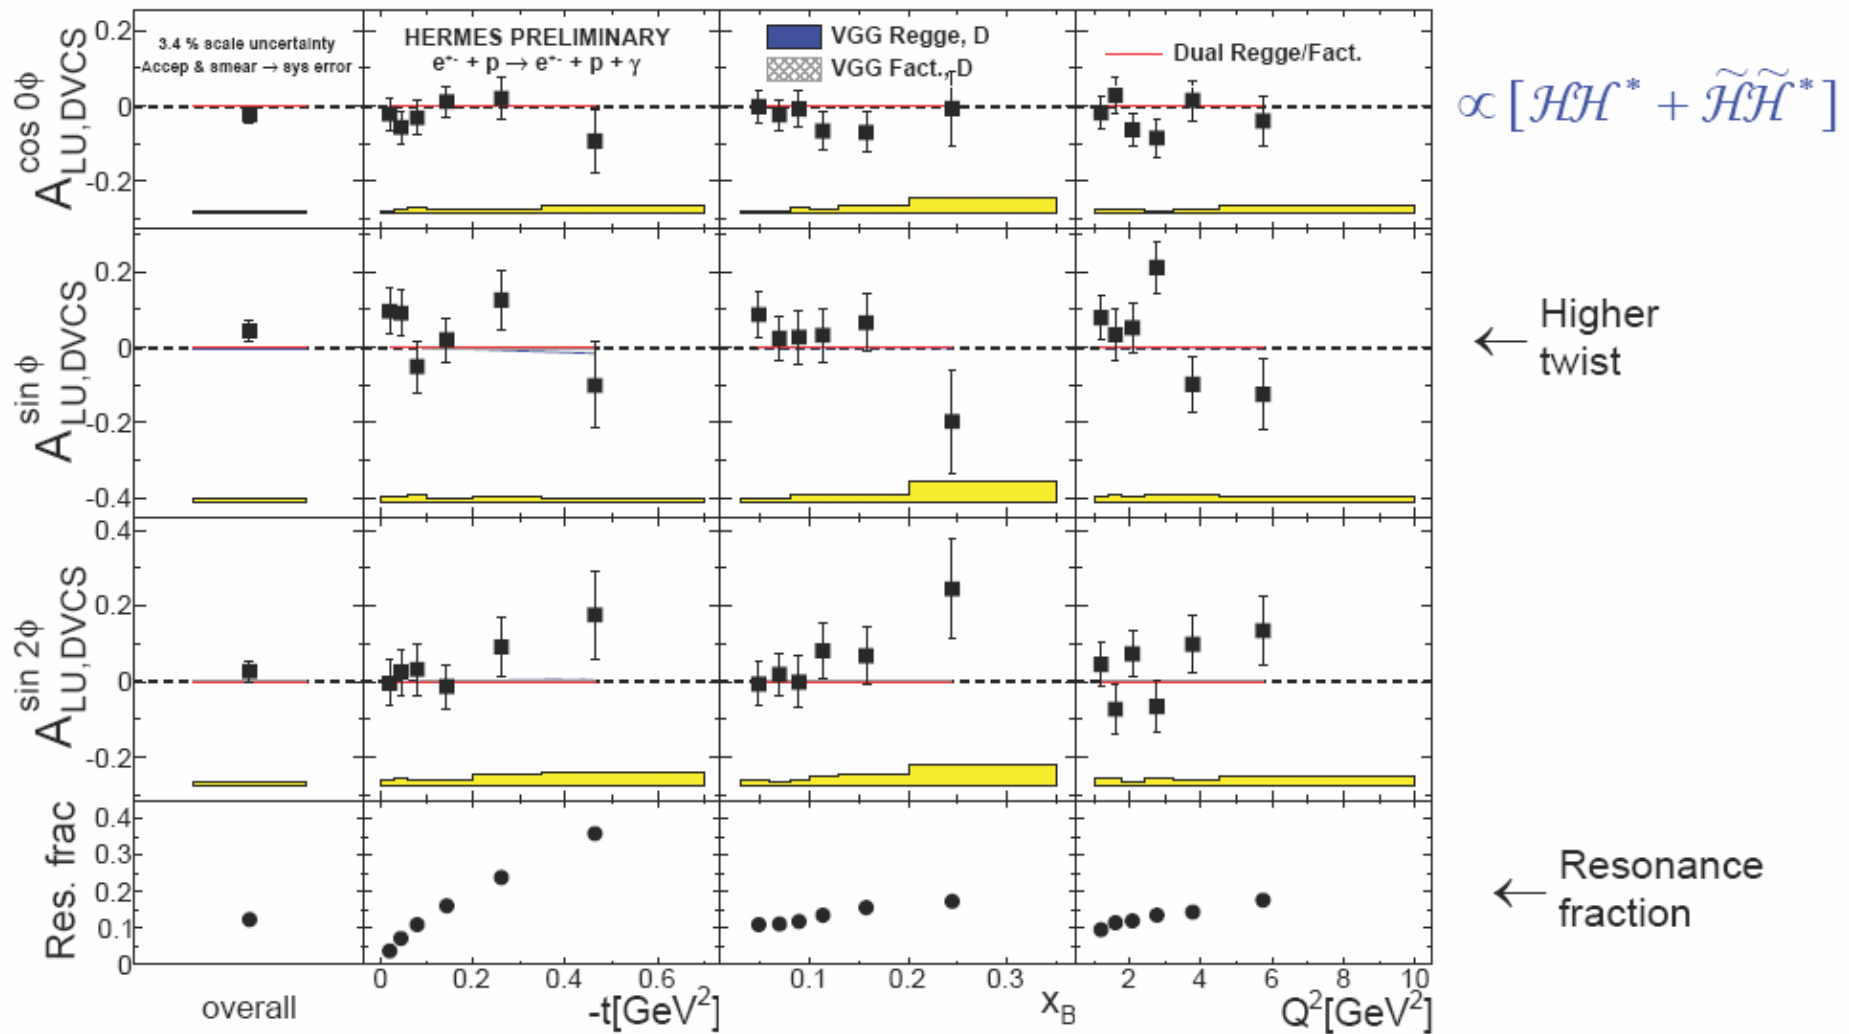 3.4 % scale uncertainty
Accep & smear → sys error
HERMES PRELIMINARY
e⁺⁻ + p → e⁺⁻ + p + γ
VGG Regge, D
VGG Fact., D
Dual Regge/Fact.
A_{LU,DVCS}^{cos 0ϕ}
0.2
0
-0.2
∝ [ℋℋ* + ℋ̃ℋ̃*]
A_{LU,DVCS}^{sin ϕ}
0.2
0
-0.2
-0.4
← Higher
twist
A_{LU,DVCS}^{sin 2ϕ}
0.4
0.2
0
-0.2
Res. frac
0.4
0.3
0.2
0.1
0
← Resonance
fraction
0 0.2 0.4 0.6 0.1 0.2 0.3 2 4 6 8 10
overall -t[GeV²] x_B Q²[GeV²]